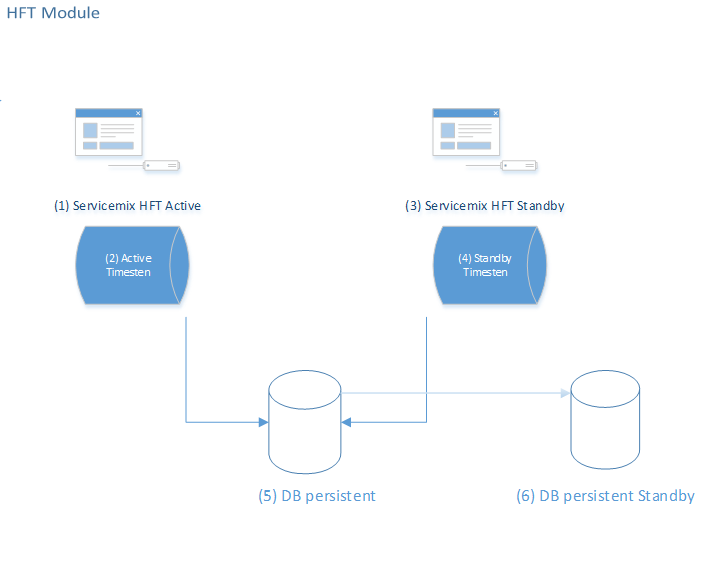 HFT Module
(1) Servicemix HFT Active
(3) Servicemix HFT Standby
(2) Active
Timesten
(4) Standby
Timesten
(5) DB persistent
(6) DB persistent Standby